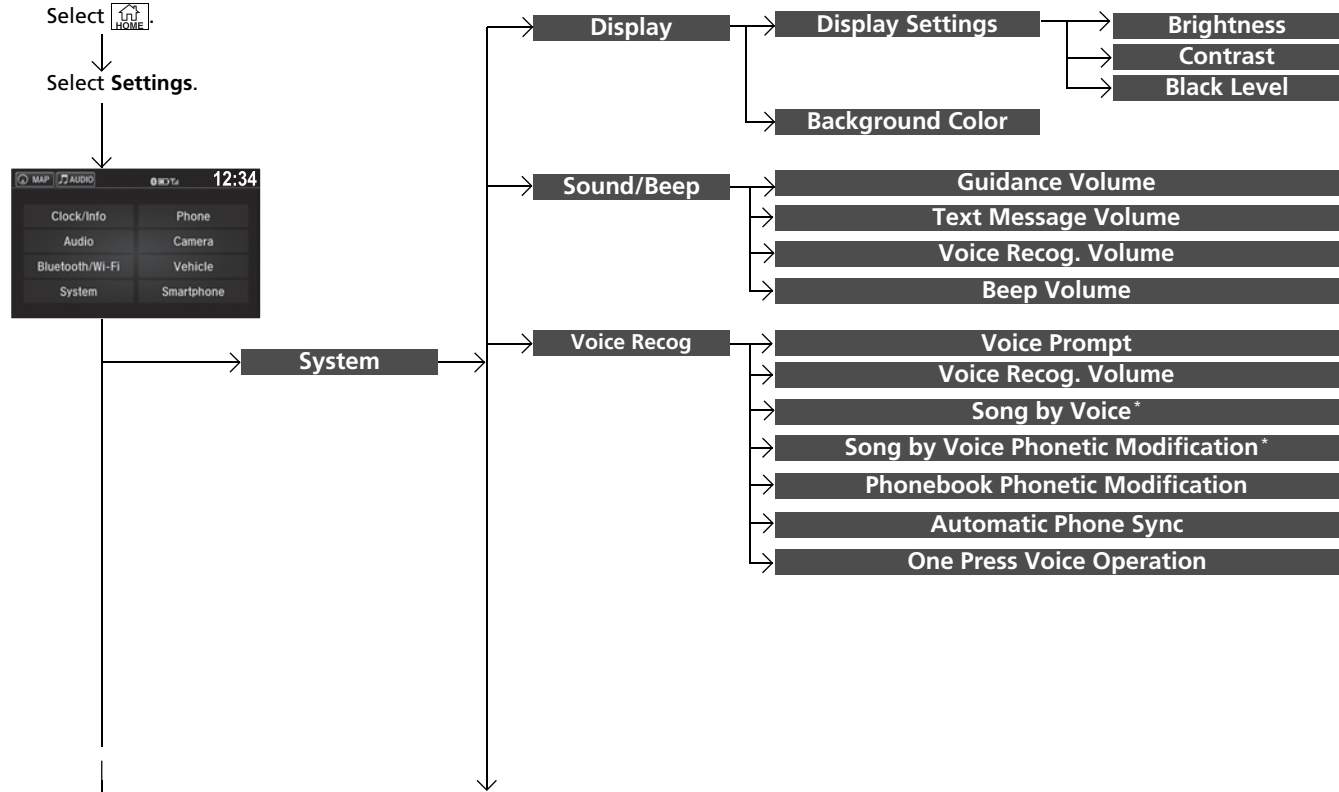 Select HOME.
Select Settings.
MAP AUDIO 12:34
Clock/Info Phone
Audio Camera
Bluetooth/Wi-Fi Vehicle
System Smartphone
System
Display
Display Settings
Brightness
Contrast
Black Level
Background Color
Sound/Beep
Guidance Volume
Text Message Volume
Voice Recog. Volume
Beep Volume
Voice Recog
Voice Prompt
Voice Recog. Volume
Song by Voice*
Song by Voice Phonetic Modification*
Phonebook Phonetic Modification
Automatic Phone Sync
One Press Voice Operation